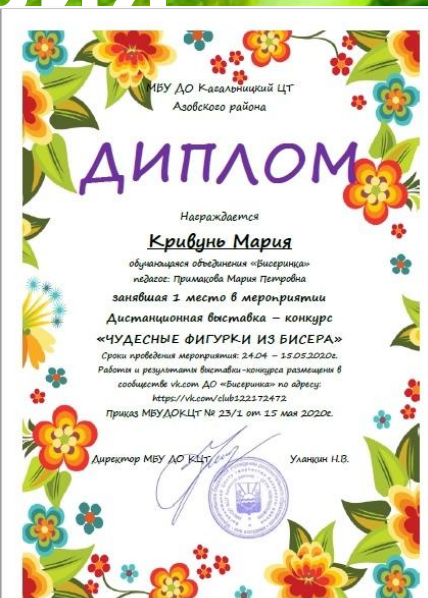 МБУ ДО Кагальницкий ЦТ
Азовского района
ДИПЛОМ
Награждается
Кривунь Мария
обучающаяся объединения «Бисеринка»
педагог: Примакова Мария Петровна
занявшая 1 место в мероприятии
Дистанционная выставка – конкурс
«ЧУДЕСНЫЕ ФИГУРКИ ИЗ БИСЕРА»
Сроки проведения мероприятия: 24.04 – 15.05.2020г.
Работы и результаты выставки-конкурса размещены в
сообществе vk.com ДО «Бисеринка» по адресу:
https://vk.com/club122172472
Приказ МБУДОКЦТ № 23/1 от 15 мая 2020г.
Директор МБУ ДО КЦТ Уланкин Н.В.